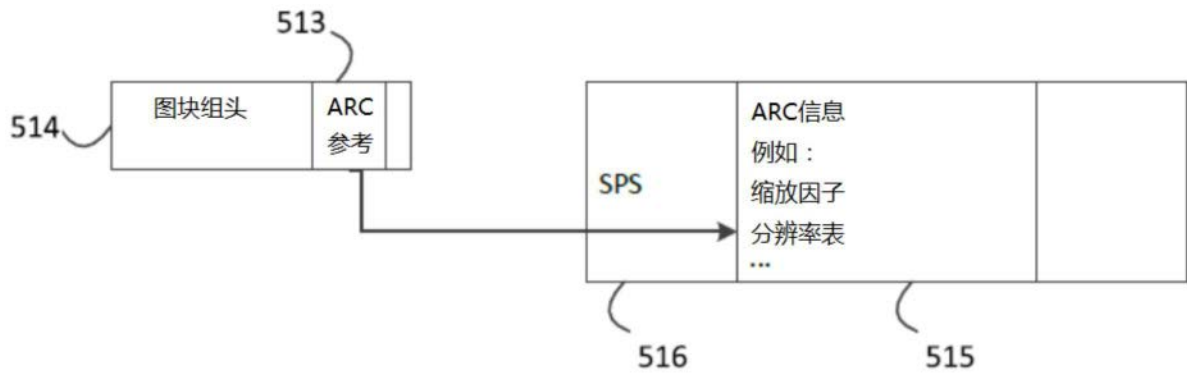 513
514
图块组头
ARC
参考
SPS
ARC信息
例如：
缩放因子
分辨率表
...
516
515